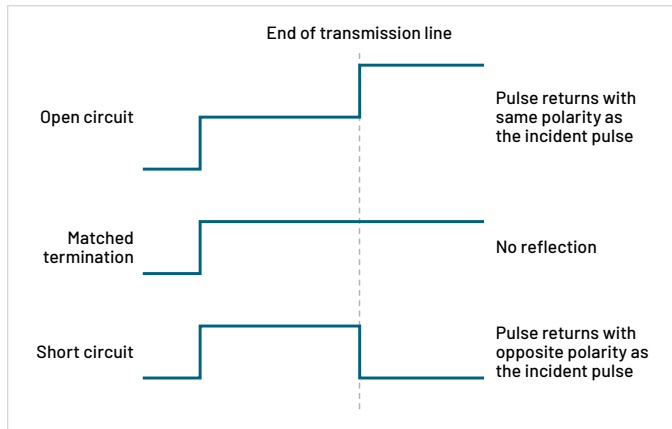 End of transmission line
Open circuit
Pulse returns with
same polarity as
the incident pulse
Matched
termination
No reflection
Short circuit
Pulse returns with
opposite polarity as
the incident pulse